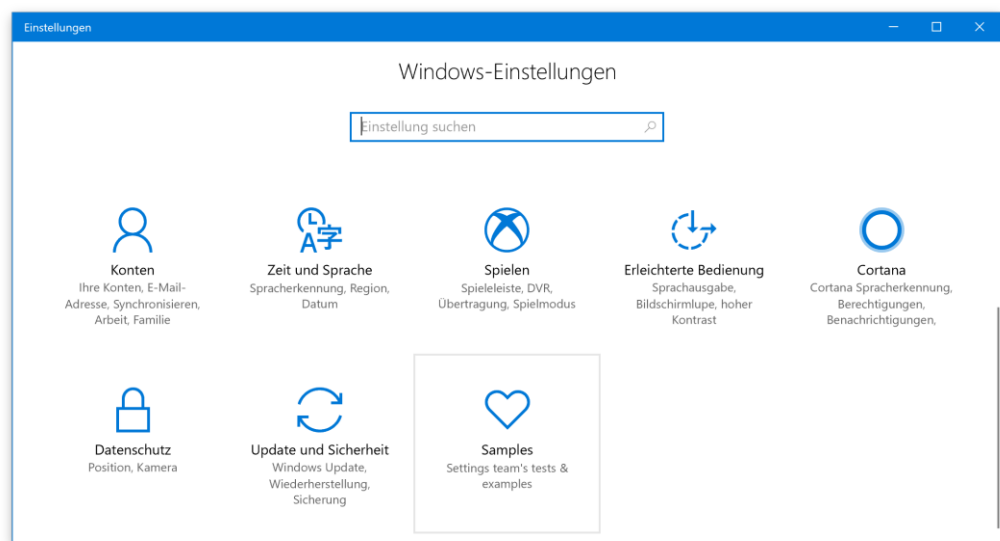 Einstellungen
Windows-Einstellungen
Einstellung suchen
Konten
Ihre Konten, E-Mail-
Adresse, Synchronisieren,
Arbeit, Familie
Zeit und Sprache
Spracherkennung, Region,
Datum
Spielen
Spieleleiste, DVR,
Übertragung, Spielmodus
Erleichterte Bedienung
Sprachausgabe,
Bildschirmlupe, hoher
Kontrast
Cortana
Cortana Spracherkennung,
Berechtigungen,
Benachrichtigungen,
Datenschutz
Position, Kamera
Update und Sicherheit
Windows Update,
Wiederherstellung,
Sicherung
Samples
Settings team's tests &
examples